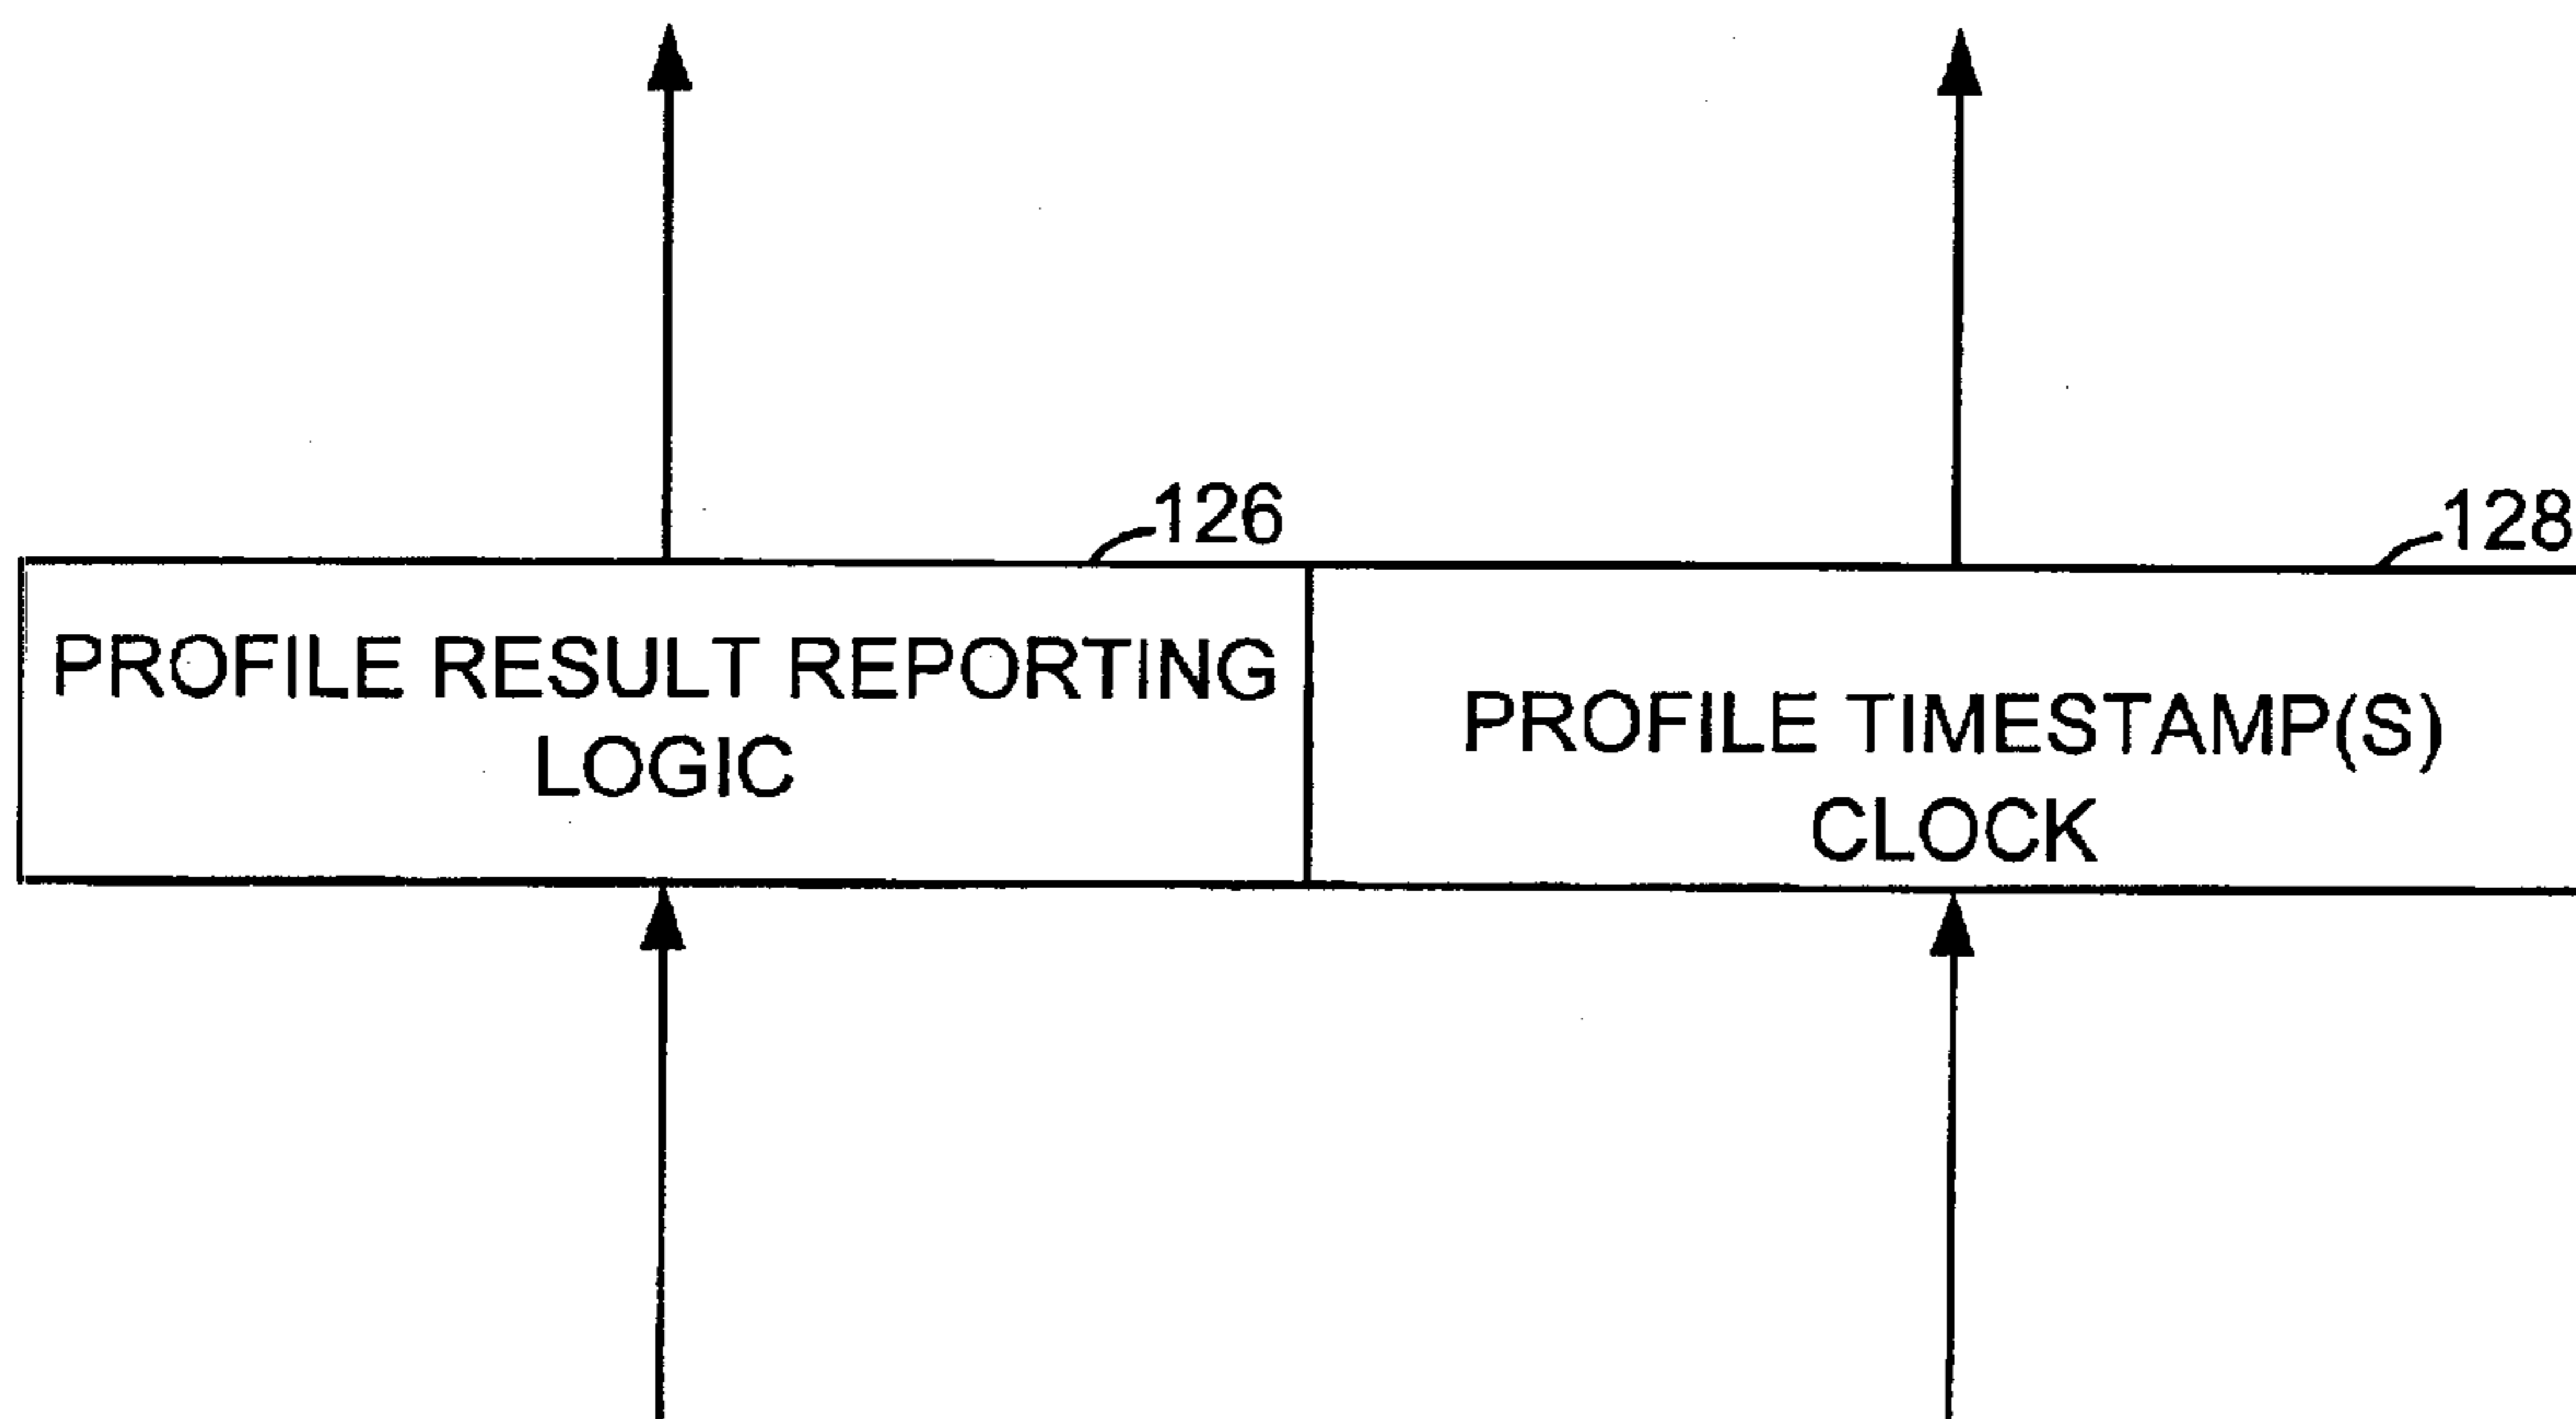 126
128
PROFILE RESULT REPORTING
LOGIC
PROFILE TIMESTAMP(S)
CLOCK